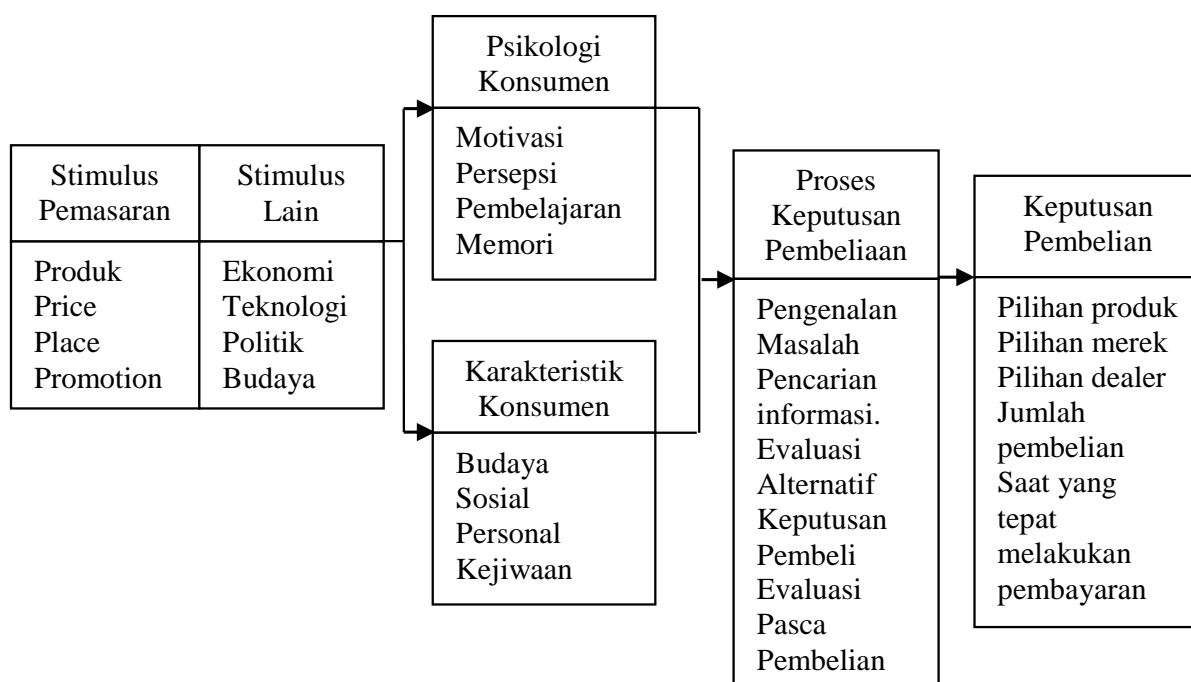 Stimulus
Pemasaran
Produk
Price
Place
Promotion
Stimulus
Lain
Ekonomi
Teknologi
Politik
Budaya
Psikologi
Konsumen
Motivasi
Persepsi
Pembelajaran
Memori
Karakteristik
Konsumen
Budaya
Sosial
Personal
Kejiwaan
Proses
Keputusan
Pembeliaan
Pengenalan
Masalah
Pencarian
informasi.
Evaluasi
Alternatif
Keputusan
Pembeli
Evaluasi
Pasca
Pembelian
Keputusan
Pembelian
Pilihan produk
Pilihan merek
Pilihan dealer
Jumlah
pembelian
Saat yang
tepat
melakukan
pembayaran